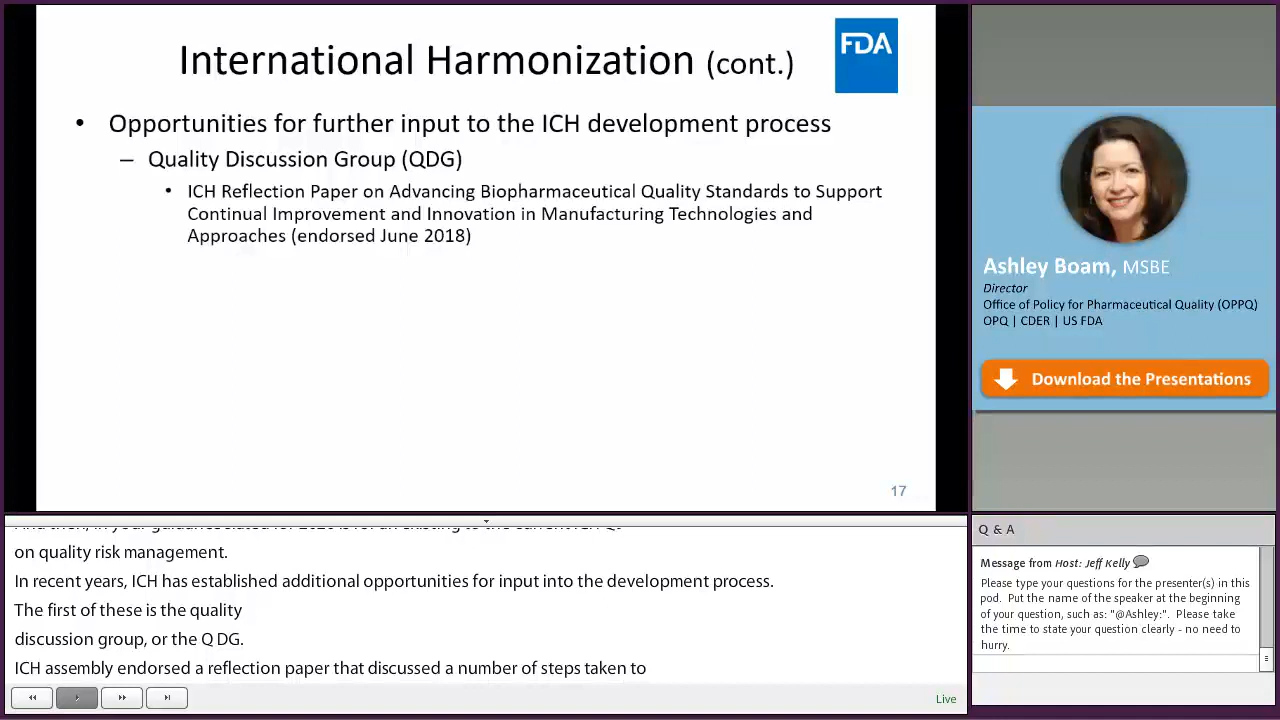 International Harmonization (cont.)
FDA
• Opportunities for further input to the ICH development process
– Quality Discussion Group (QDG)
• ICH Reflection Paper on Advancing Biopharmaceutical Quality Standards to Support
Continual Improvement and Innovation in Manufacturing Technologies and
Approaches (endorsed June 2018)
17
Ashley Boam, MSBE
Director
Office of Policy for Pharmaceutical Quality (OPPQ)
OPQ | CDER | US FDA
Download the Presentations
on quality risk management.
In recent years, ICH has established additional opportunities for input into the development process.
The first of these is the quality
discussion group, or the Q DG.
ICH assembly endorsed a reflection paper that discussed a number of steps taken to
Live
Q & A
Message from Host: Jeff Kelly
Please type your questions for the presenter(s) in this
pod. Put the name of the speaker at the beginning
of your question, such as: "@Ashley:". Please take
the time to state your question clearly - no need to
hurry.